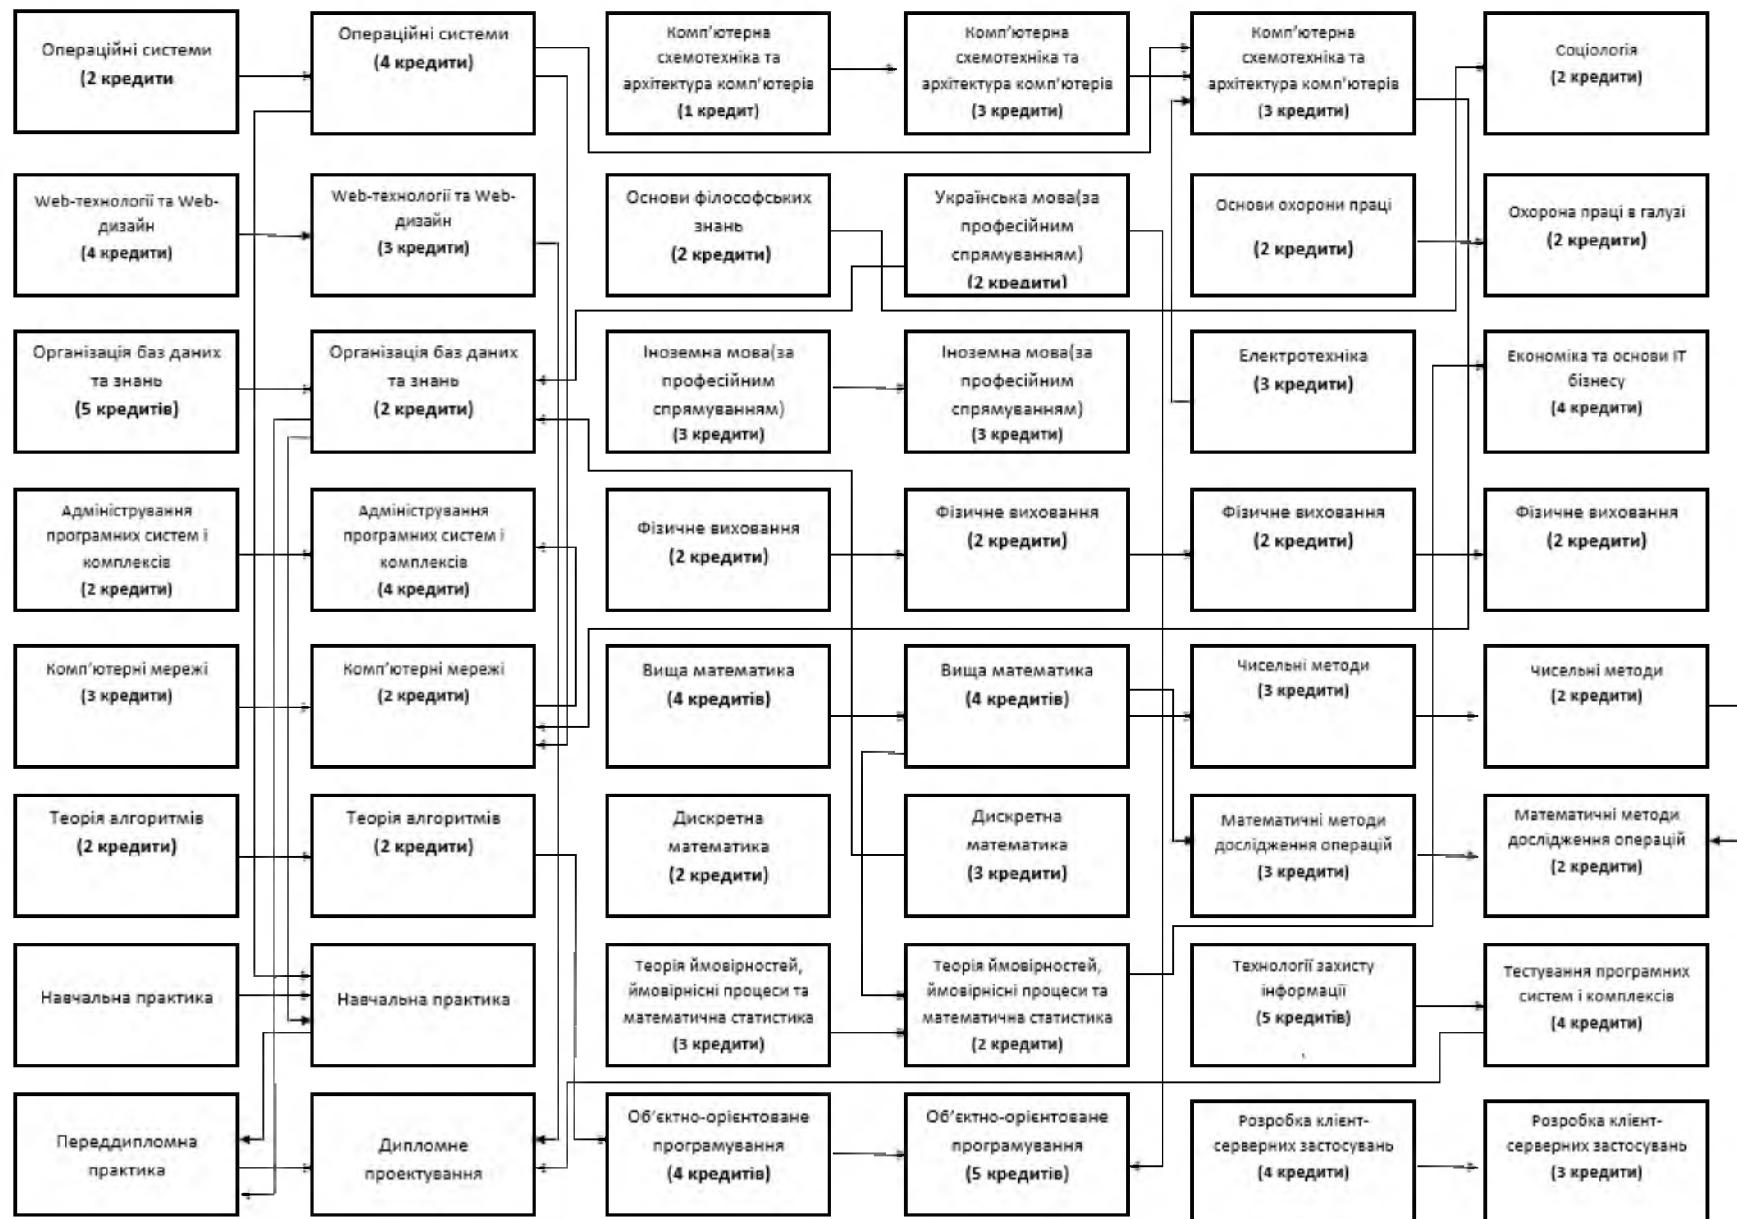 Операційні системи
(2 кредити
Операційні системи
(4 кредити)
Комп'ютерна
схемотехніка та
архітектура комп'ютерів
(1 кредит)
Комп'ютерна
схемотехніка та
архітектура комп'ютерів
(3 кредити)
Комп'ютерна
схемотехніка та
архітектура комп'ютерів
(3 кредити)
Соціологія
(2 кредити)
Web-технології та Web-
дизайн
(4 кредити)
Web-технології та Web-
дизайн
(3 кредити)
Основи філософських
знань
(2 кредити)
Українська мова(за
професійним
спрямуванням)
(2 кредити)
Основи охорони праці
(2 кредити)
Охорона праці в галузі
(2 кредити)
Організація баз даних
та знань
(5 кредитів)
Організація баз даних
та знань
(2 кредити)
Іноземна мова(за
професійним
спрямуванням)
(3 кредити)
Іноземна мова(за
професійним
спрямуванням)
(3 кредити)
Електротехніка
(3 кредити)
Економіка та основи ІТ
бізнесу
(4 кредити)
Адміністрування
програмних систем і
комплексів
(2 кредити)
Адміністрування
програмних систем і
комплексів
(4 кредити)
Фізичне виховання
(2 кредити)
Фізичне виховання
(2 кредити)
Фізичне виховання
(2 кредити)
Фізичне виховання
(2 кредити)
Комп'ютерні мережі
(3 кредити)
Комп'ютерні мережі
(2 кредити)
Вища математика
(4 кредитів)
Вища математика
(4 кредитів)
Чисельні методи
(3 кредити)
Чисельні методи
(2 кредити)
Теорія алгоритмів
(2 кредити)
Теорія алгоритмів
(2 кредити)
Дискретна
математика
(2 кредити)
Дискретна
математика
(3 кредити)
Математичні методи
дослідження операцій
(3 кредити)
Математичні методи
дослідження операцій
(2 кредити)
Навчальна практика
Навчальна практика
Теорія ймовірностей,
ймовірнісні процеси та
математична статистика
(3 кредити)
Теорія ймовірностей,
ймовірнісні процеси та
математична статистика
(2 кредити)
Технології захисту
інформації
(5 кредитів)
Тестування програмних
систем і комплексів
(4 кредити)
Переддипломна
практика
Дипломне
проектування
Об'єктно-орієнтоване
програмування
(4 кредитів)
Об'єктно-орієнтоване
програмування
(5 кредитів)
Розробка клієнт-
серверних застосувань
(4 кредити)
Розробка клієнт-
серверних застосувань
(3 кредити)